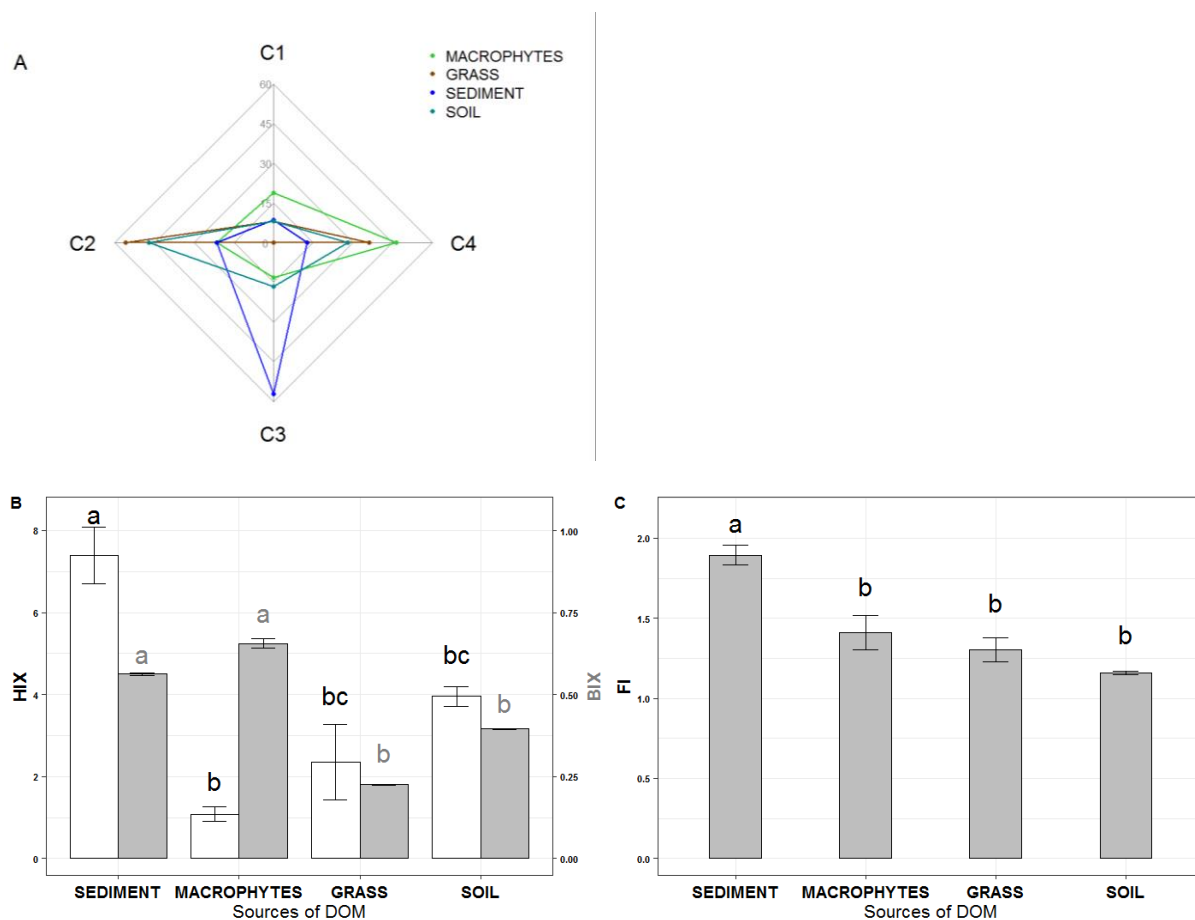 A
C1
MACROPHYTES
GRASS
SEDIMENT
SOIL
60
45
30
15
0
C2
C4
C3
B
a
a
b
a
bc
b
bc
b
8
6
4
2
0
HIX
1.00
0.75
0.50
0.25
0.00
BIX
SEDIMENT MACROPHYTES GRASS SOIL
Sources of DOM
C
a
b
b
b
2.0
1.5
1.0
0.5
0.0
FI
SEDIMENT MACROPHYTES GRASS SOIL
Sources of DOM